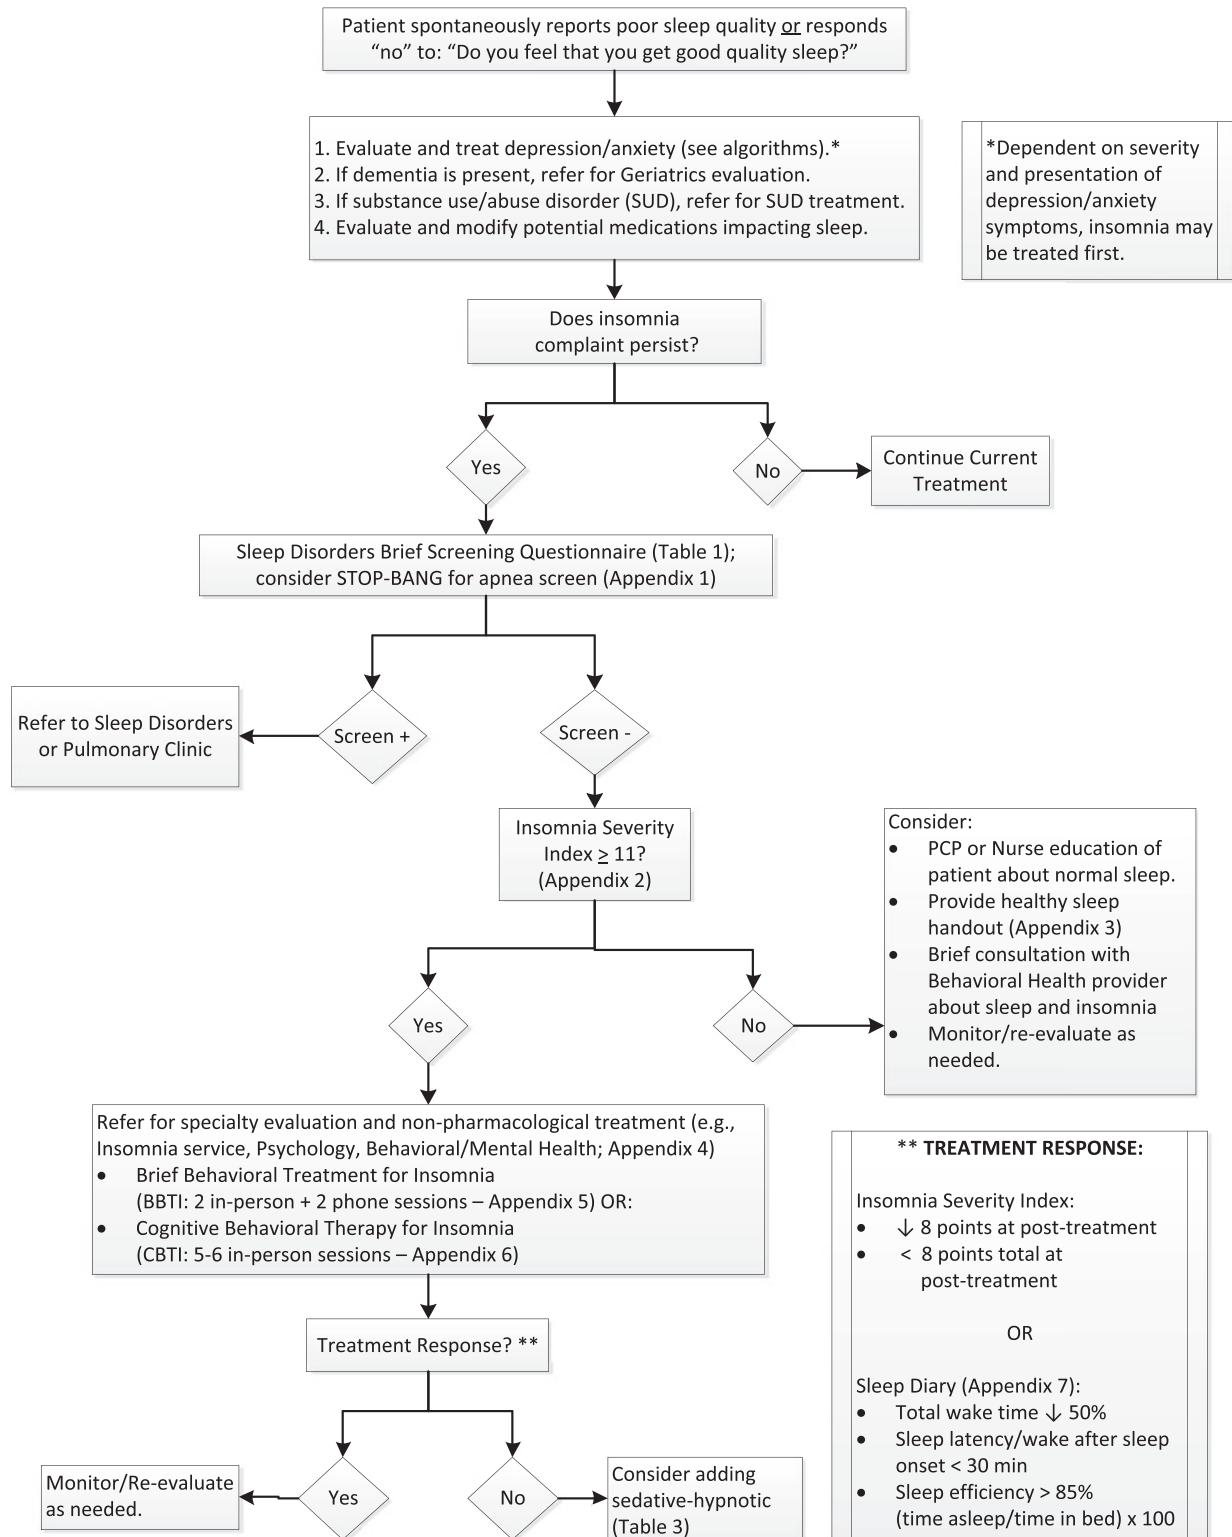 Patient spontaneously reports poor sleep quality or responds
“no” to: “Do you feel that you get good quality sleep?”
1. Evaluate and treat depression/anxiety (see algorithms).*
2. If dementia is present, refer for Geriatrics evaluation.
3. If substance use/abuse disorder (SUD), refer for SUD treatment.
4. Evaluate and modify potential medications impacting sleep.
*Dependent on severity
and presentation of
depression/anxiety
symptoms, insomnia may
be treated first.
Does insomnia
complaint persist?
Yes
No
Continue Current
Treatment
Sleep Disorders Brief Screening Questionnaire (Table 1);
consider STOP-BANG for apnea screen (Appendix 1)
Refer to Sleep Disorders
or Pulmonary Clinic
Screen +
Screen -
Insomnia Severity
Index ≥ 11?
(Appendix 2)
Consider:
• PCP or Nurse education of
patient about normal sleep.
• Provide healthy sleep
handout (Appendix 3)
• Brief consultation with
Behavioral Health provider
about sleep and insomnia
• Monitor/re-evaluate as
needed.
Yes
No
Refer for specialty evaluation and non-pharmacological treatment (e.g.,
Insomnia service, Psychology, Behavioral/Mental Health; Appendix 4)
• Brief Behavioral Treatment for Insomnia
(BBTI: 2 in-person + 2 phone sessions – Appendix 5) OR:
• Cognitive Behavioral Therapy for Insomnia
(CBTI: 5-6 in-person sessions – Appendix 6)
** TREATMENT RESPONSE:
Insomnia Severity Index:
• ↓ 8 points at post-treatment
• < 8 points total at
post-treatment
OR
Sleep Diary (Appendix 7):
• Total wake time ↓ 50%
• Sleep latency/wake after sleep
onset < 30 min
• Sleep efficiency > 85%
(time asleep/time in bed) x 100
Treatment Response? **
Monitor/Re-evaluate
as needed.
Yes
No
Consider adding
sedative-hypnotic
(Table 3)